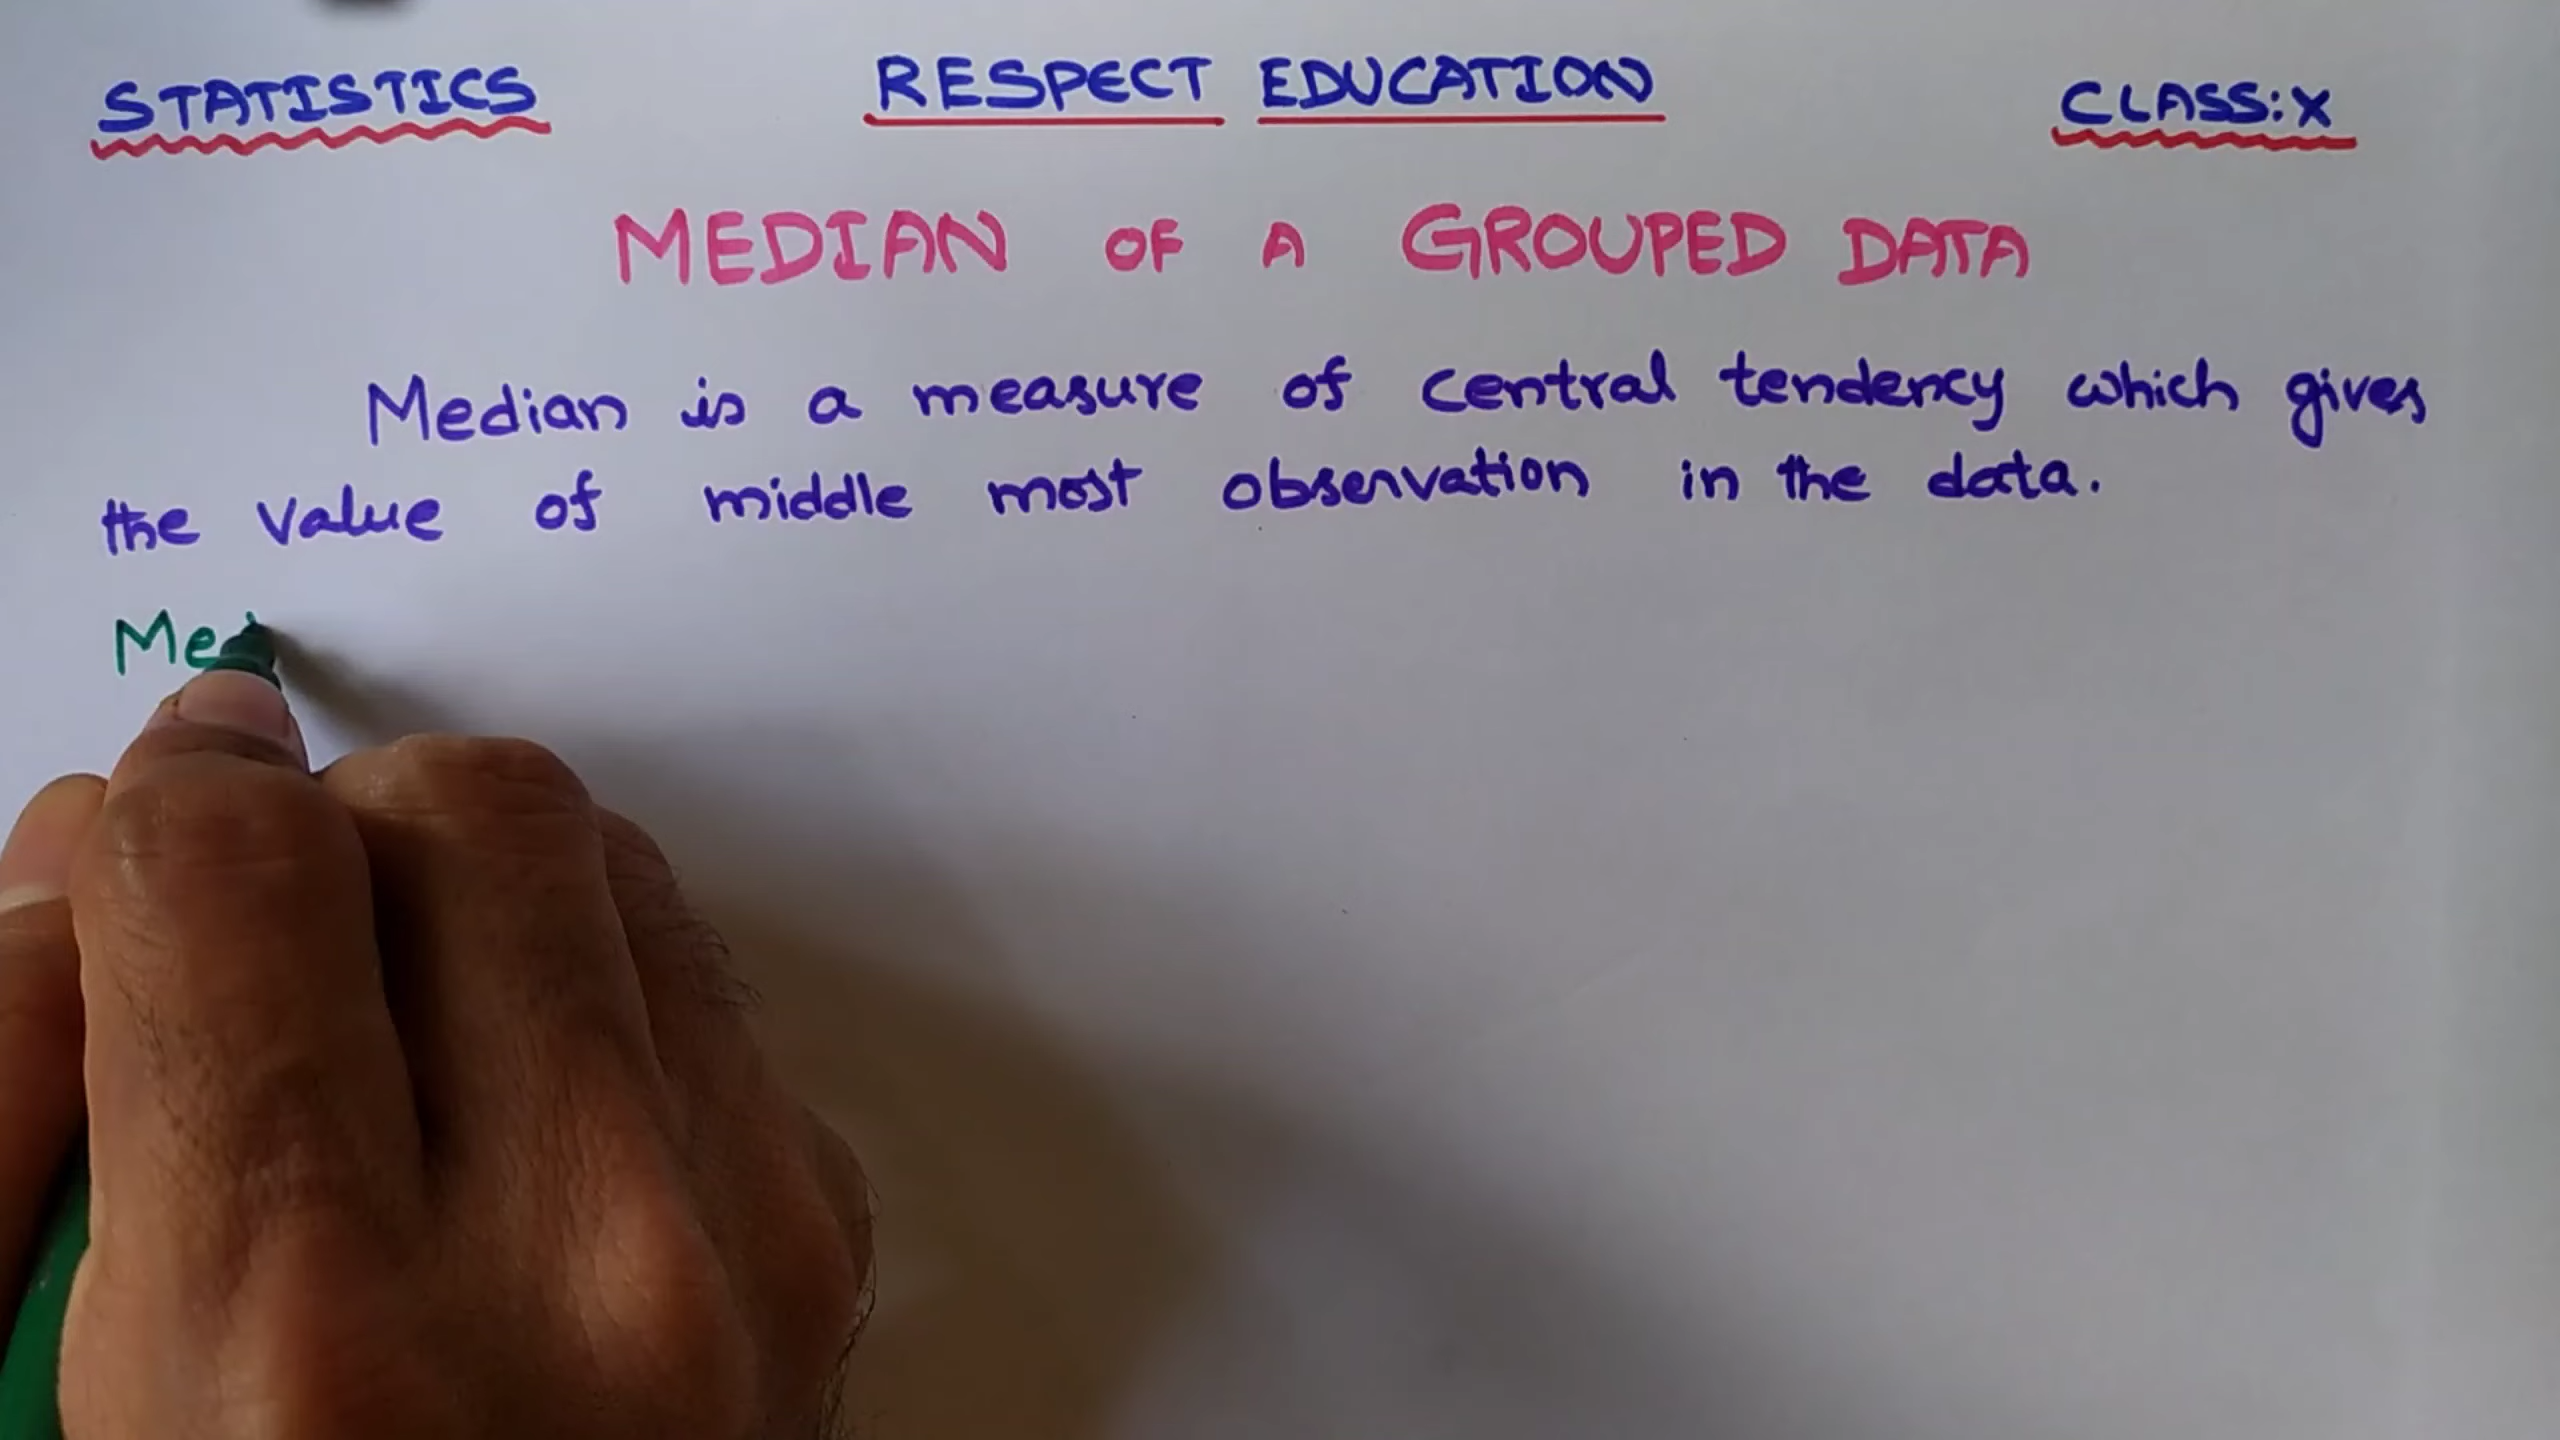 STATISTICS RESPECT EDUCATION CLASS:X
MEDIAN OF A GROUPED DATA
Median is a measure of central tendency which gives
the value of middle most observation in the data.